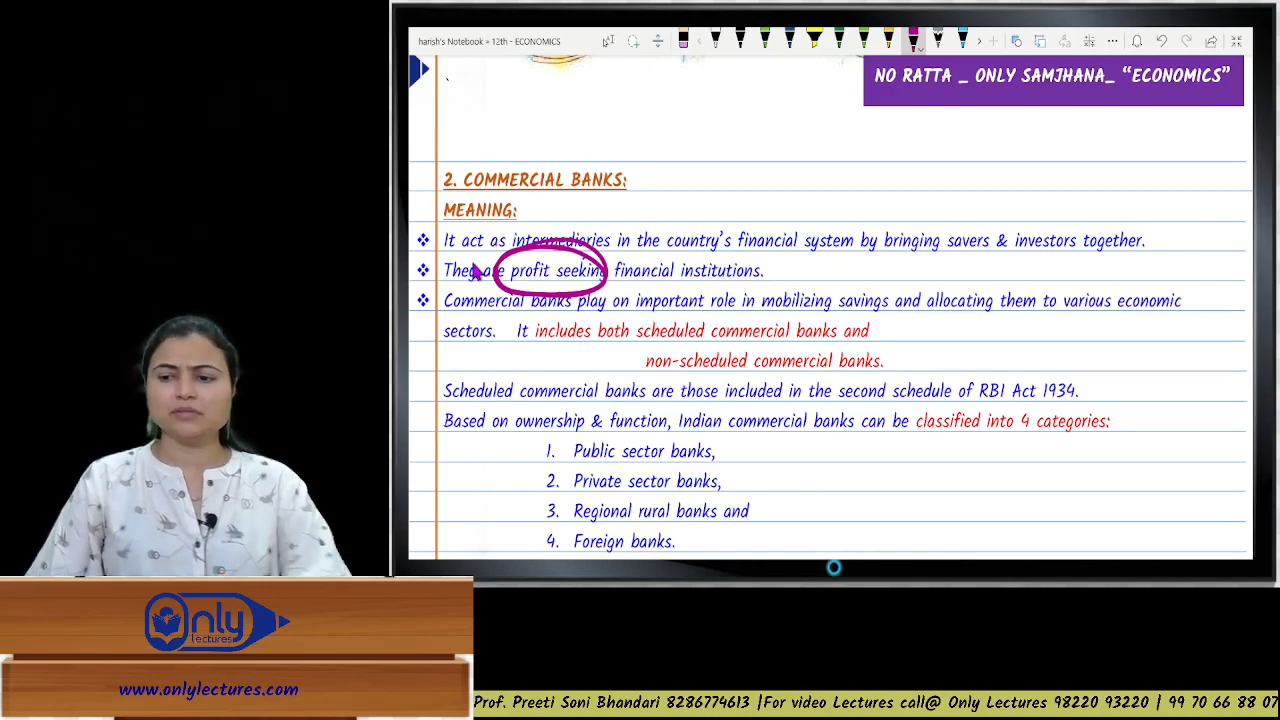 harish's Notebook » 12th - ECONOMICS
NO RATTA _ ONLY SAMJHANA_ “ECONOMICS”
2. COMMERCIAL BANKS:
MEANING:
❖ It act as intermediaries in the country’s financial system by bringing savers & investors together.
❖ They are profit seeking financial institutions.
❖ Commercial banks play on important role in mobilizing savings and allocating them to various economic
sectors. It includes both scheduled commercial banks and
non-scheduled commercial banks.
Scheduled commercial banks are those included in the second schedule of RBI Act 1934.
Based on ownership & function, Indian commercial banks can be classified into 4 categories:
1. Public sector banks,
2. Private sector banks,
3. Regional rural banks and
4. Foreign banks.
Only
lectures
www.onlylectures.com
Prof. Preeti Soni Bhandari 8286774613 |For video Lectures call@ Only Lectures 98220 93220 | 99 70 66 88 07